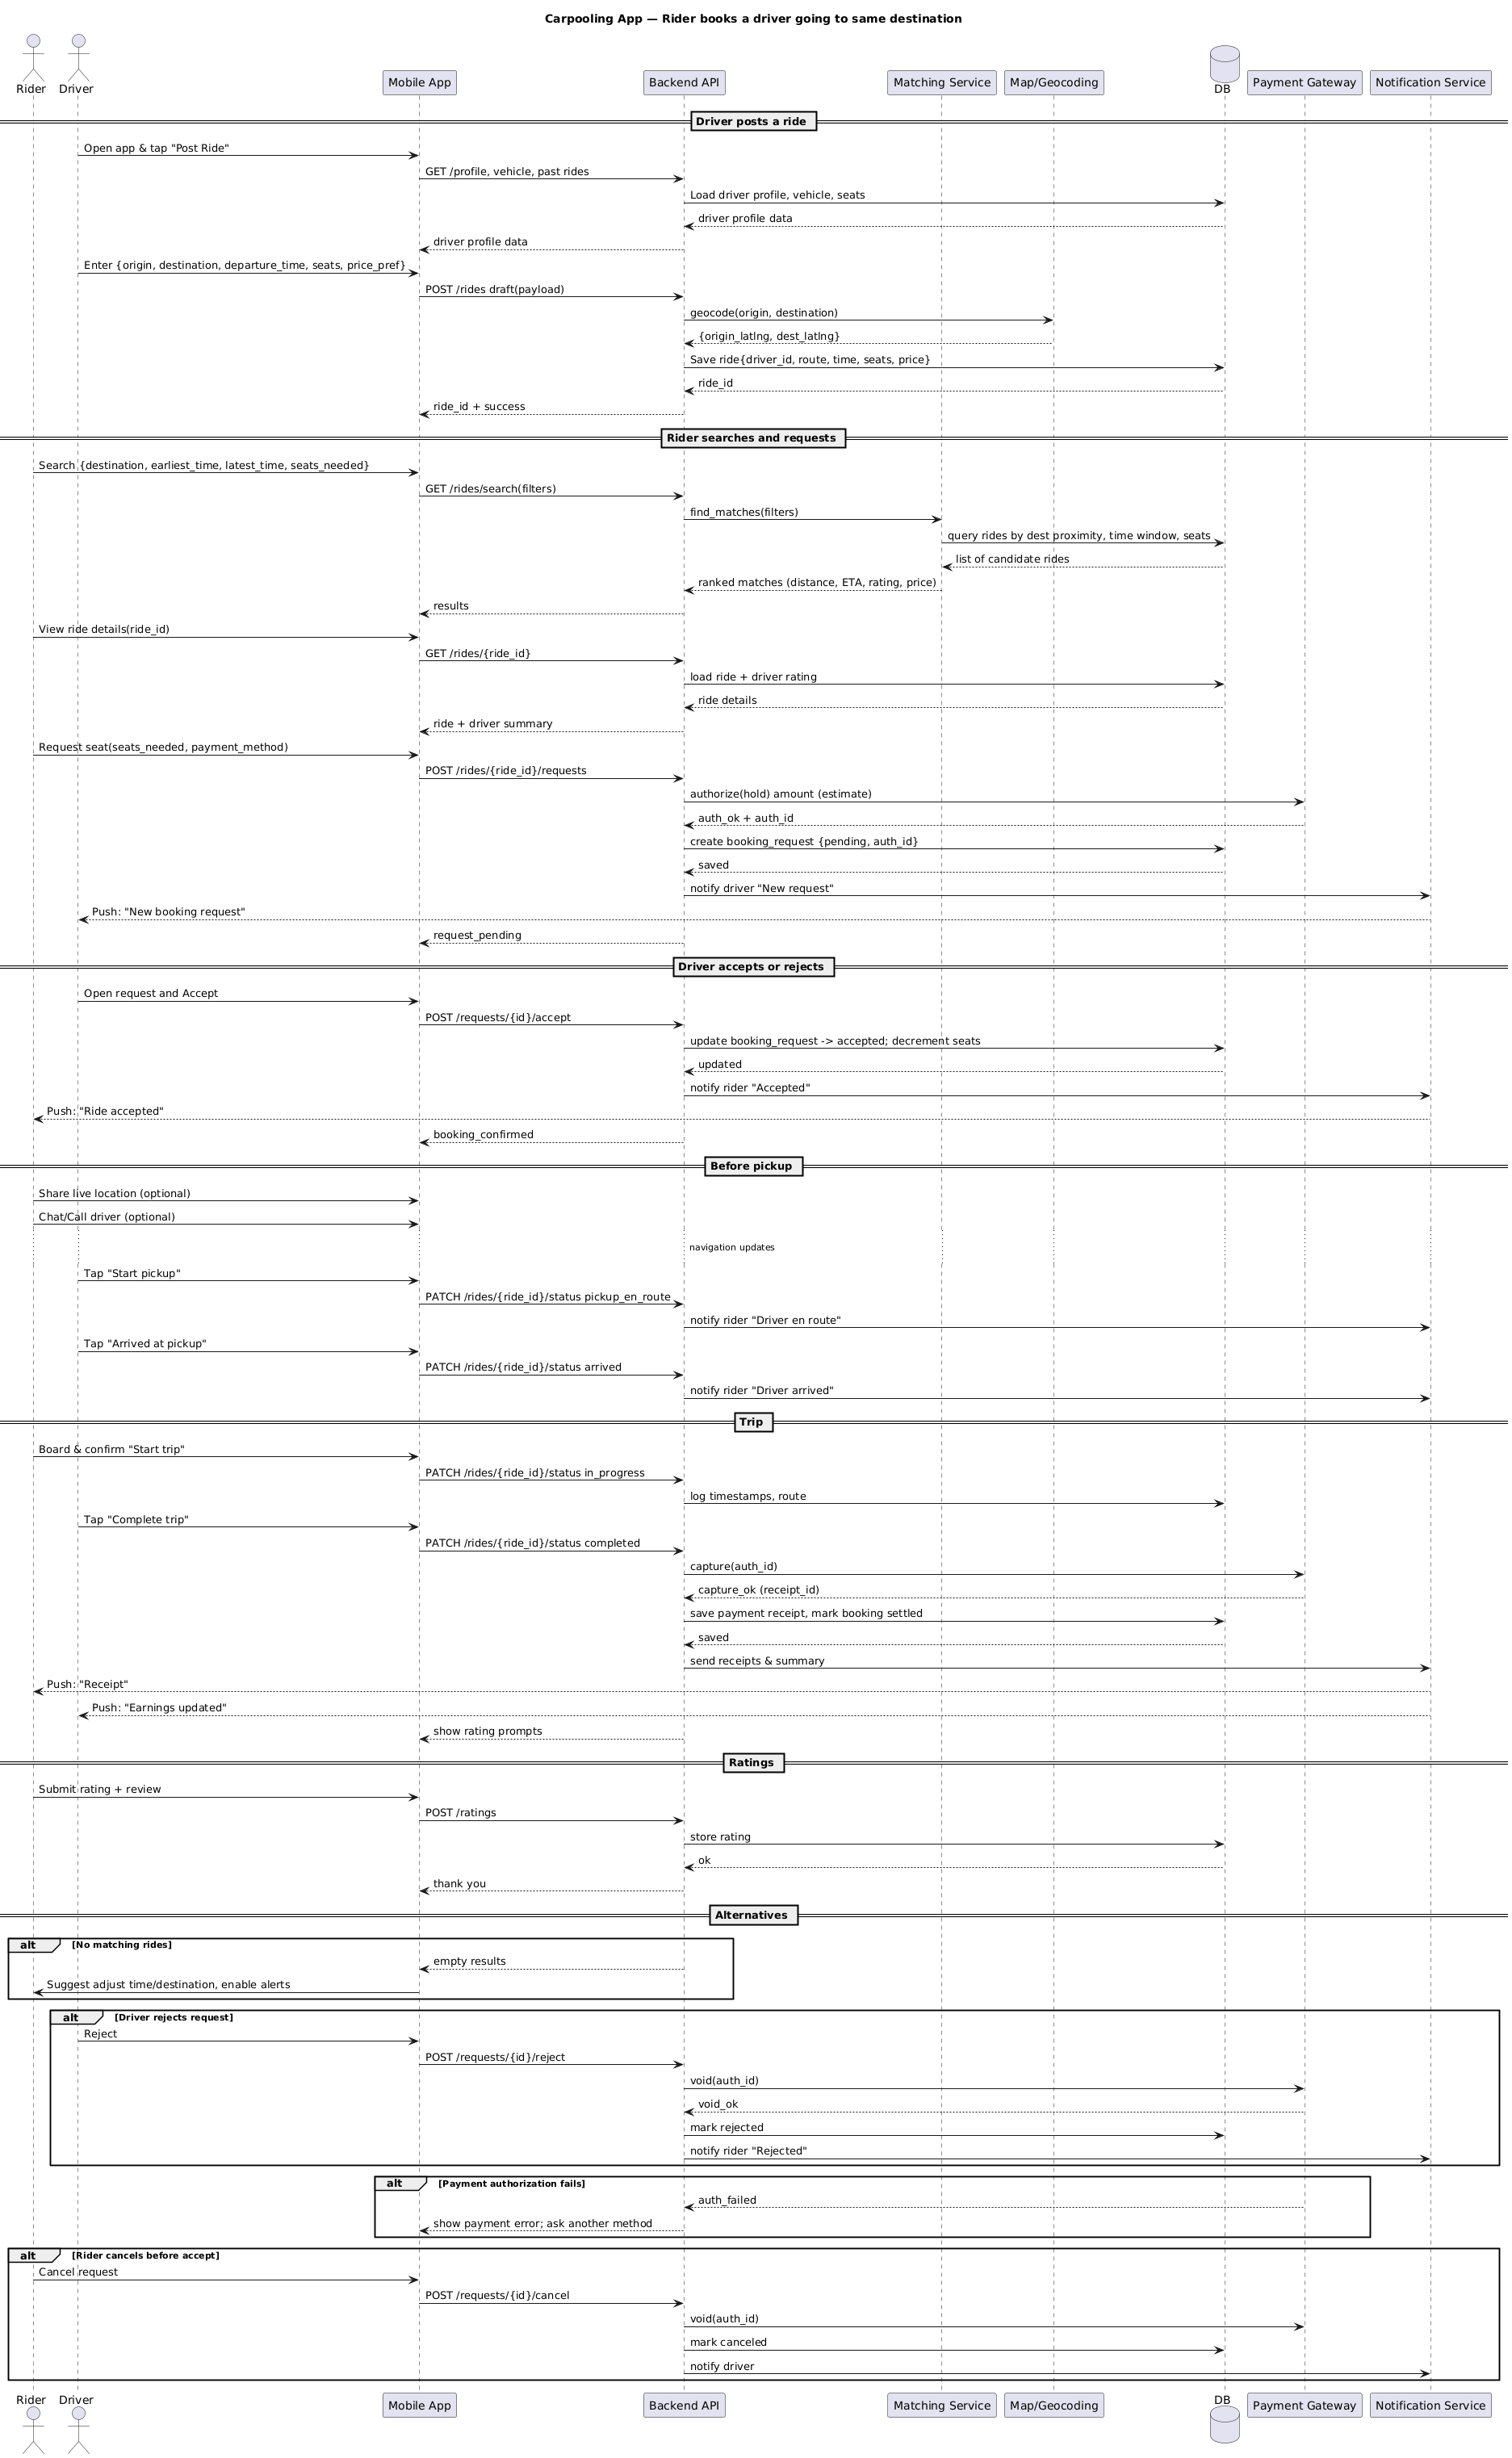 Carpooling App — Rider books a driver going to same destination
Rider
Driver
Mobile App
Backend API
Matching Service
Map/Geocoding
DB
Payment Gateway
Notification Service
Driver posts a ride
Open app & tap "Post Ride"
GET /profile, vehicle, past rides
Load driver profile, vehicle, seats
driver profile data
driver profile data
Enter {origin, destination, departure_time, seats, price_pref}
POST /rides draft(payload)
geocode(origin, destination)
{origin_latlng, dest_latlng}
Save ride{driver_id, route, time, seats, price}
ride_id
ride_id + success
Rider searches and requests
Search {destination, earliest_time, latest_time, seats_needed}
GET /rides/search(filters)
find_matches(filters)
query rides by dest proximity, time window, seats
list of candidate rides
ranked matches (distance, ETA, rating, price)
results
View ride details(ride_id)
GET /rides/{ride_id}
load ride + driver rating
ride details
ride + driver summary
Request seat(seats_needed, payment_method)
POST /rides/{ride_id}/requests
authorize(hold) amount (estimate)
auth_ok + auth_id
create booking_request {pending, auth_id}
saved
notify driver "New request"
Push: "New booking request"
request_pending
Driver accepts or rejects
Open request and Accept
POST /requests/{id}/accept
update booking_request -> accepted; decrement seats
updated
notify rider "Accepted"
Push: "Ride accepted"
booking_confirmed
Before pickup
Share live location (optional)
Chat/Call driver (optional)
navigation updates
Tap "Start pickup"
PATCH /rides/{ride_id}/status pickup_en_route
notify rider "Driver en route"
Tap "Arrived at pickup"
PATCH /rides/{ride_id}/status arrived
notify rider "Driver arrived"
Trip
Board & confirm "Start trip"
PATCH /rides/{ride_id}/status in_progress
log timestamps, route
Tap "Complete trip"
PATCH /rides/{ride_id}/status completed
capture(auth_id)
capture_ok (receipt_id)
save payment receipt, mark booking settled
saved
send receipts & summary
Push: "Receipt"
Push: "Earnings updated"
show rating prompts
Ratings
Submit rating + review
POST /ratings
store rating
ok
thank you
Alternatives
alt [No matching rides]
empty results
Suggest adjust time/destination, enable alerts
alt [Driver rejects request]
Reject
POST /requests/{id}/reject
void(auth_id)
void_ok
mark rejected
notify rider "Rejected"
alt [Payment authorization fails]
auth_failed
show payment error; ask another method
alt [Rider cancels before accept]
Cancel request
POST /requests/{id}/cancel
void(auth_id)
mark canceled
notify driver
Rider
Driver
Mobile App
Backend API
Matching Service
Map/Geocoding
DB
Payment Gateway
Notification Service